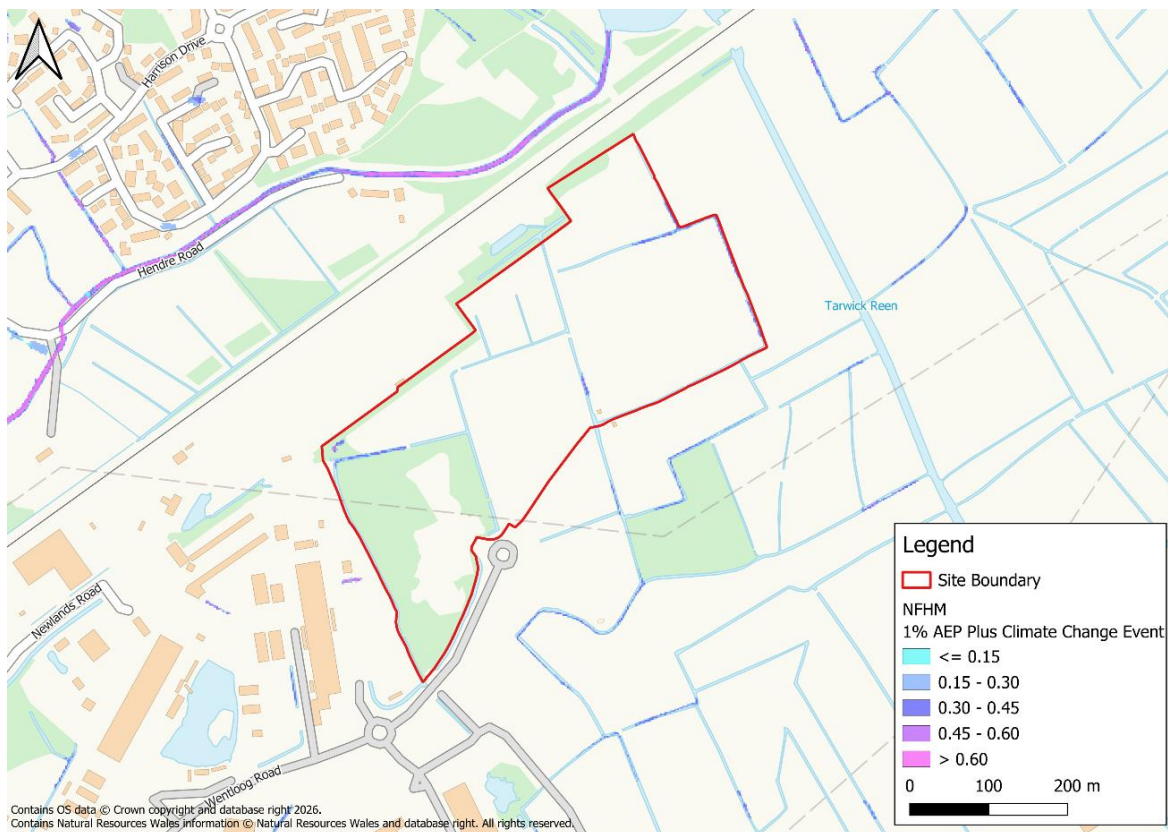 Harrison Drive
Hendre Road
Tarwick Reen
Newlands Road
Wentloog Road
Legend
Site Boundary
NFHM
1% AEP Plus Climate Change Event
<= 0.15
0.15 - 0.30
0.30 - 0.45
0.45 - 0.60
> 0.60
0 100 200 m
Contains OS data © Crown copyright and database right 2026.
Contains Natural Resources Wales information © Natural Resources Wales and database right. All rights reserved.